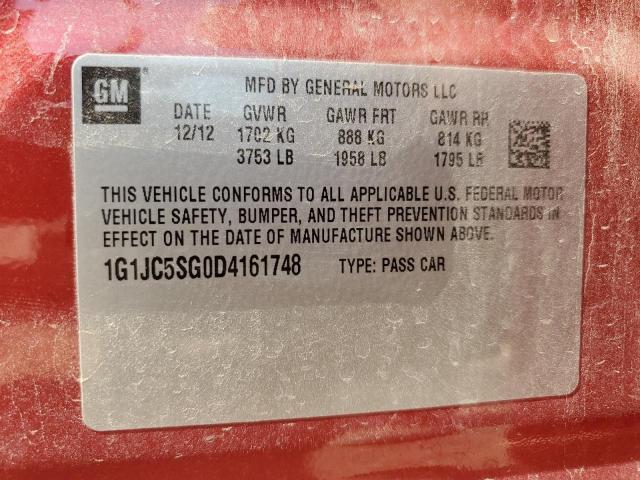 GM
MFD BY GENERAL MOTORS LLC
DATE GVWR GAWR FRT GAWR RR
12/12 1702 KG 888 KG 814 KG
3753 LB 1958 LB 1795 LB
THIS VEHICLE CONFORMS TO ALL APPLICABLE U.S. FEDERAL MOTOR
VEHICLE SAFETY, BUMPER, AND THEFT PREVENTION STANDARDS IN
EFFECT ON THE DATE OF MANUFACTURE SHOWN ABOVE.
1G1JC5SG0D4161748 TYPE: PASS CAR